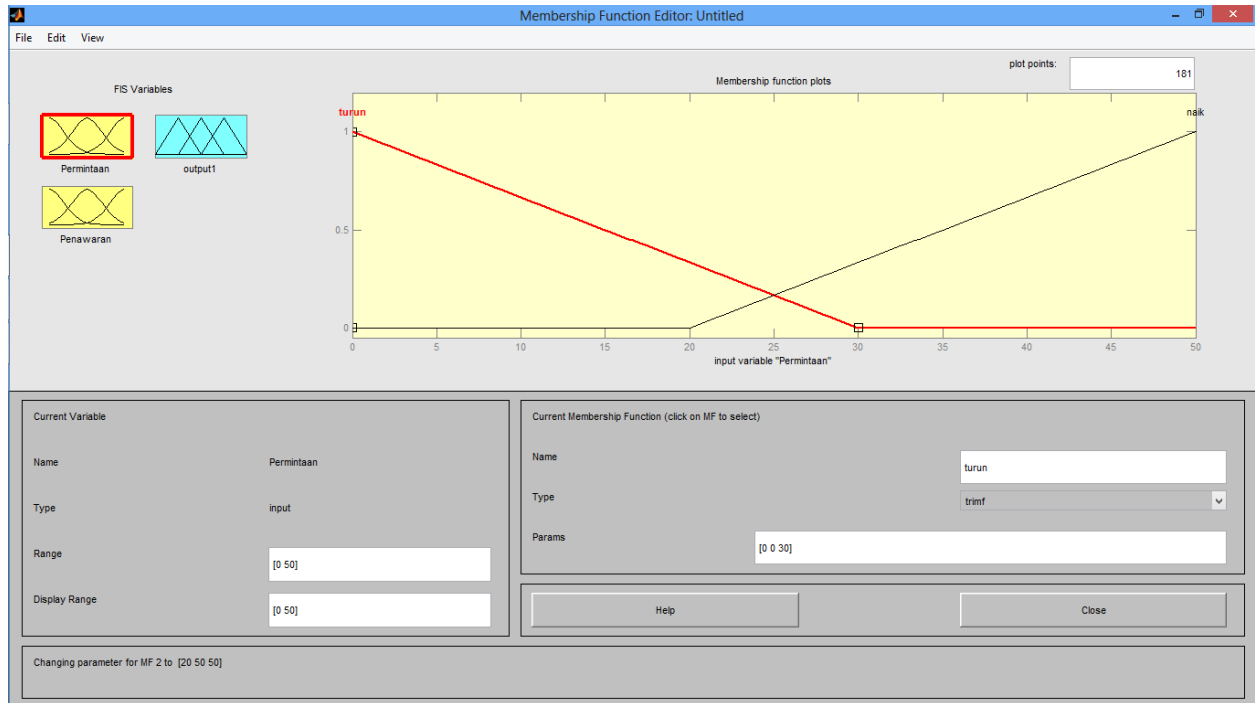 Membership Function Editor: Untitled
File Edit View
FIS Variables
Permintaan
output1
Penawaran
plot points:
181
Membership function plots
turun
naik
1
0.5
0
0 5 10 15 20 25 30 35 40 45 50
input variable "Permintaan"
Current Variable
Name Permintaan
Type input
Range [0 50]
Display Range [0 50]
Current Membership Function (click on MF to select)
Name turun
Type trimf
Params [0 0 30]
Help Close
Changing parameter for MF 2 to [20 50 50]